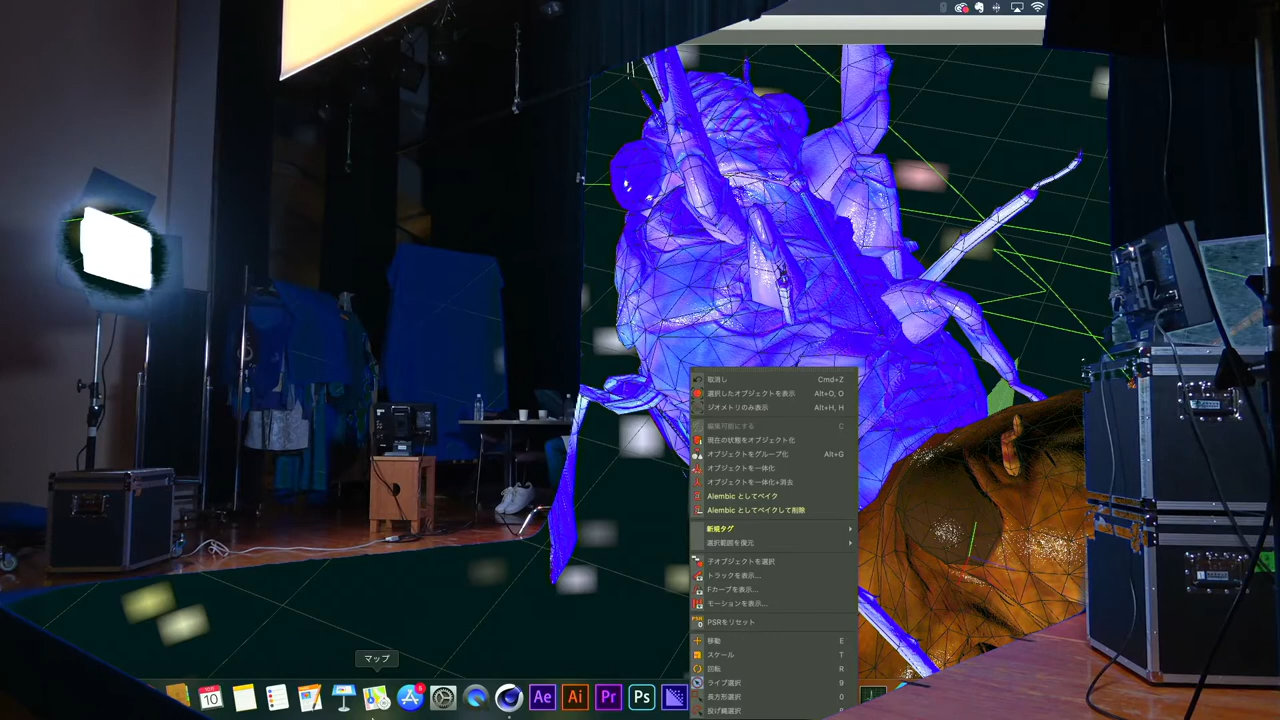 取消し Cmd+Z
選択したオブジェクトを表示 Alt+O, O
ジオメトリのみ表示 Alt+H, H
編集可能にする C
現在の状態をオブジェクト化
オブジェクトをグループ化 Alt+G
オブジェクトを一体化
オブジェクトを一体化+消去
Alembic としてベイク
Alembic としてベイクして削除
新規タグ
選択範囲を復元
子オブジェクトを選択
トラックを表示...
Fカーブを表示...
モーションを表示...
PSR
0
PSRをリセット
移動 E
スケール T
回転 R
ライブ選択 9
長方形選択 0
投げ縄選択 8
マップ
10
Ae
Ai
Pr
Ps